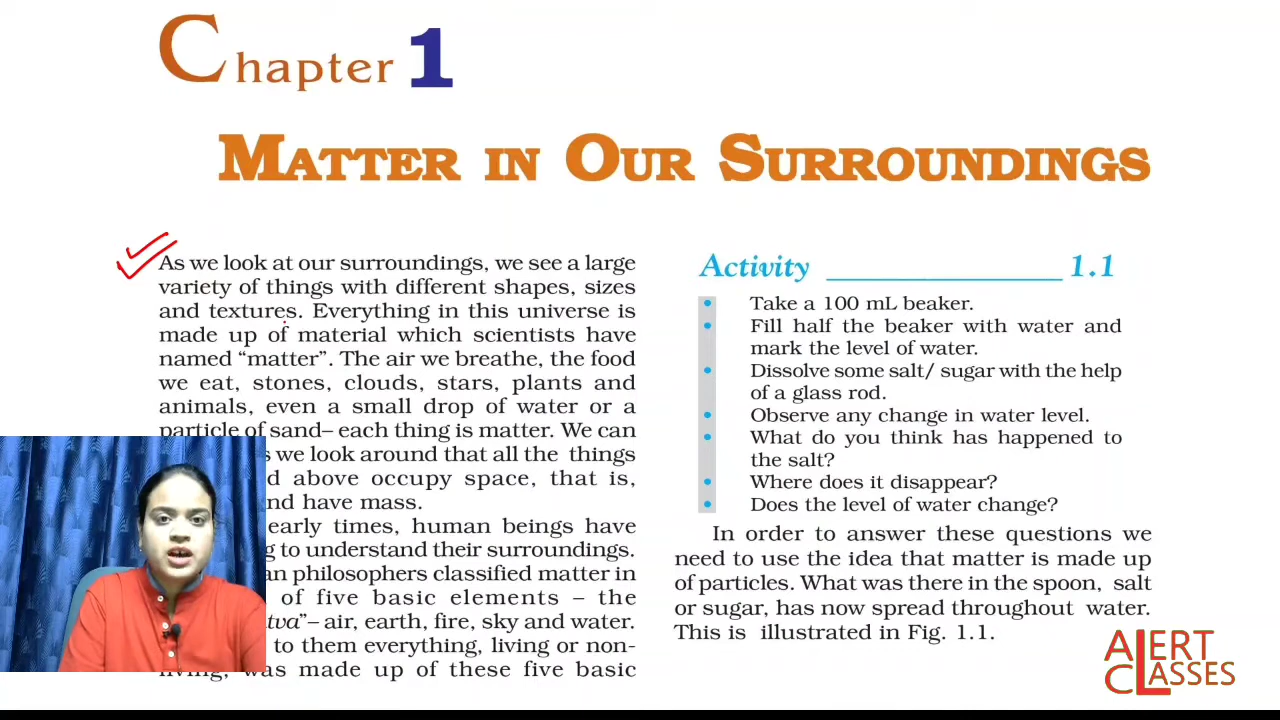 Chapter 1
MATTER IN OUR SURROUNDINGS
As we look at our surroundings, we see a large
variety of things with different shapes, sizes
and textures. Everything in this universe is
made up of material which scientists have
named “matter”. The air we breathe, the food
we eat, stones, clouds, stars, plants and
animals, even a small drop of water or a
particle of sand– each thing is matter. We can
we look around that all the things
above occupy space, that is,
and have mass.
early times, human beings have
to understand their surroundings.
philosophers classified matter in
of five basic elements – the
”– air, earth, fire, sky and water.
to them everything, living or non-
living, was made up of these five basic
Activity 1.1
• Take a 100 mL beaker.
• Fill half the beaker with water and
mark the level of water.
• Dissolve some salt/ sugar with the help
of a glass rod.
• Observe any change in water level.
• What do you think has happened to
the salt?
• Where does it disappear?
• Does the level of water change?
In order to answer these questions we
need to use the idea that matter is made up
of particles. What was there in the spoon, salt
or sugar, has now spread throughout water.
This is illustrated in Fig. 1.1.
ALERT
CLASSES